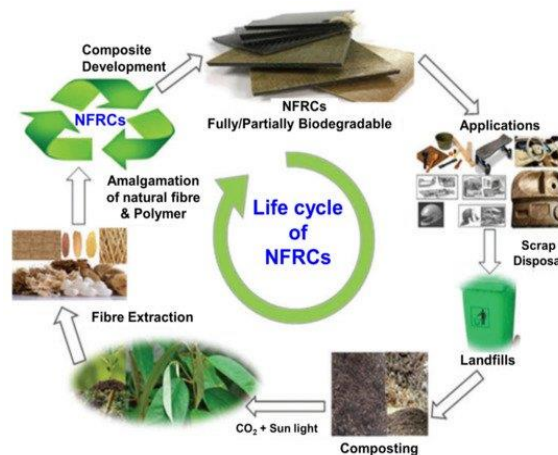 Composite
Development
NFRCs
NFRCs
Fully/Partially Biodegradable
Applications
Amalgamation
of natural fibre
& Polymer
Life cycle
of
NFRCs
Scrap
Disposa
Fibre Extraction
Landfills
CO₂ + Sun light
Composting